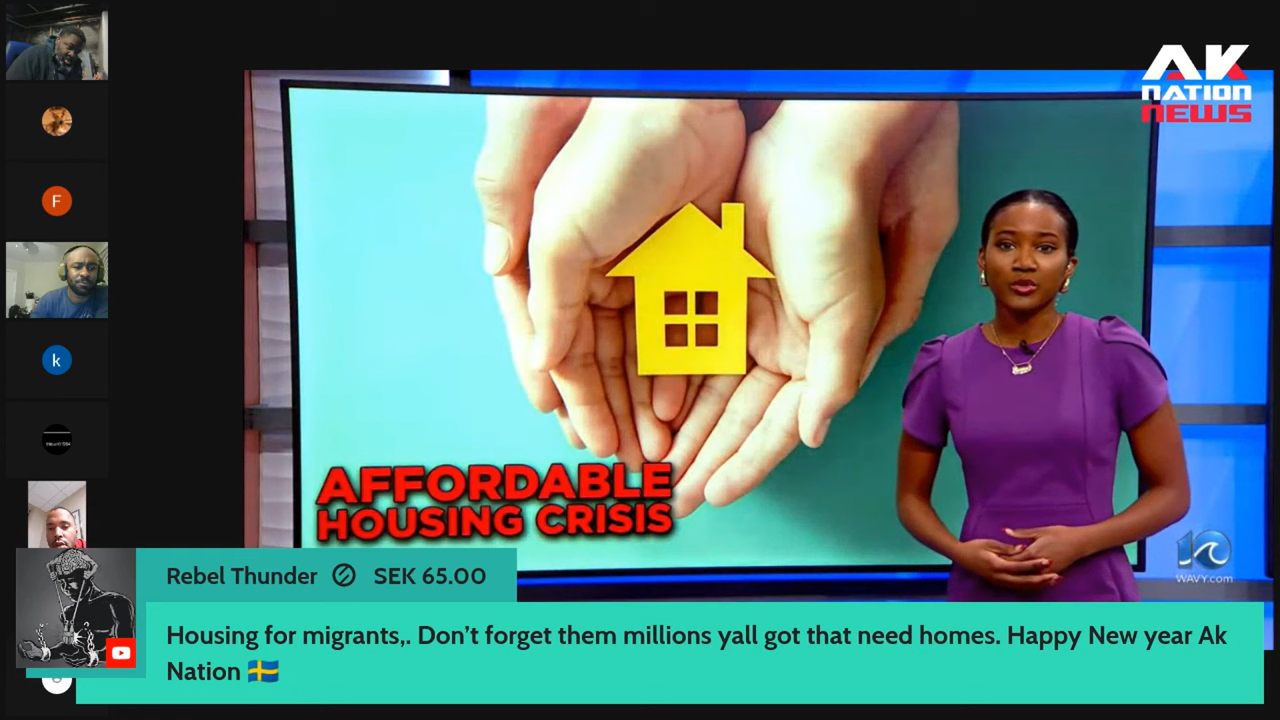 AK
NATION
NEWS
F
k
AFFORDABLE
HOUSING CRISIS
10
WAVY.com
Rebel Thunder SEK 65.00
Housing for migrants,. Don't forget them millions yall got that need homes. Happy New year Ak
Nation 🇸🇪